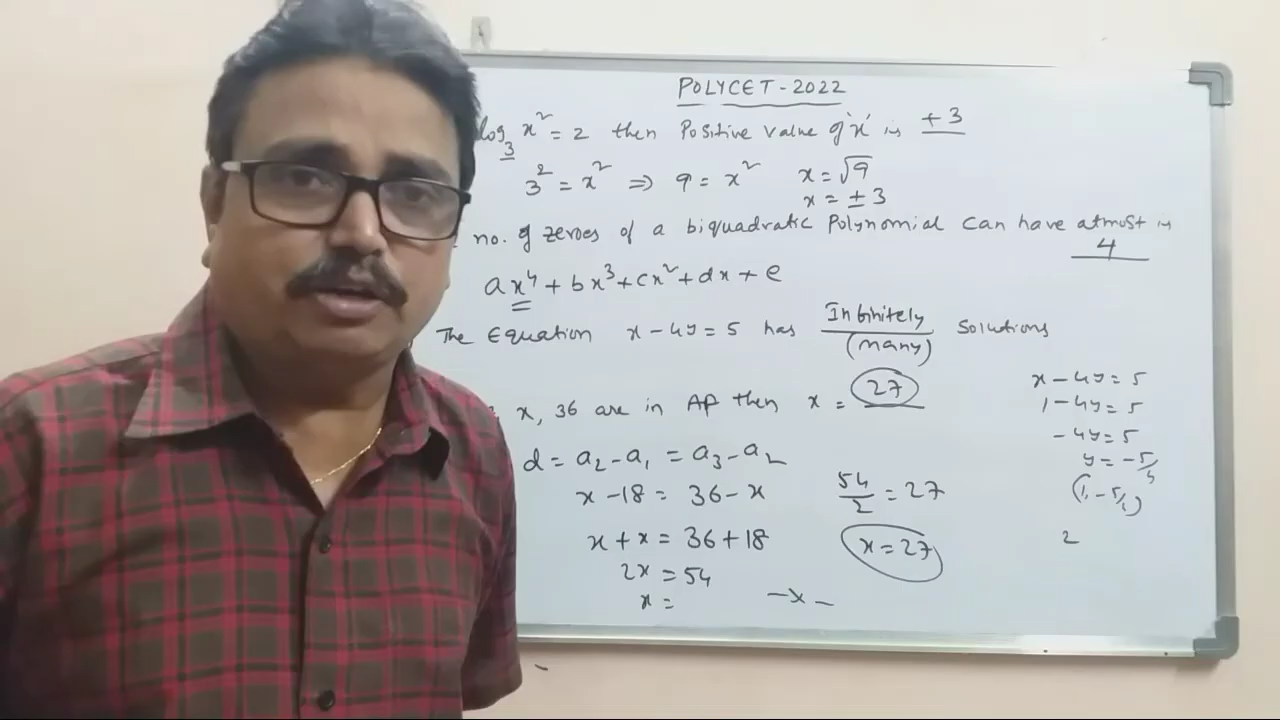 POLYCET - 2022
log₃ x² = 2 then Positive value of 'x' is +3
3² = x² ⇒ 9 = x² x = √9
x = ± 3
no. of zeroes of a biquadratic Polynomial Can have atmost is
4
ax⁴ + bx³ + cx² + dx + e
The Equation x - 4y = 5 has Infinitely Solutions
(many)
x, 36 are in AP then x = 27
d = a₂ - a₁ = a₃ - a₂
x - 18 = 36 - x
54/2 = 27
x + x = 36 + 18
x = 27
2x = 54
x =
—x—
x - 4y = 5
1 - 4y = 5
- 4y = 5
y = -5/
2